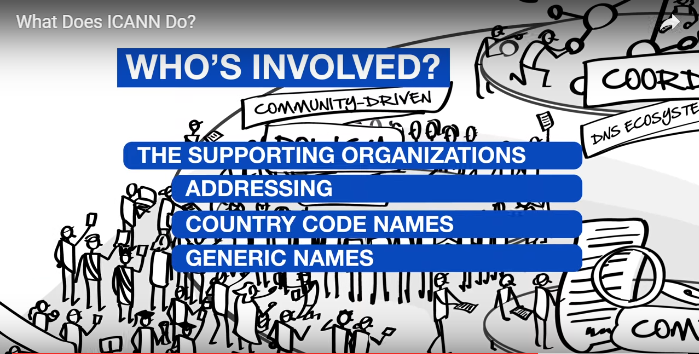 What Does ICANN Do?
WHO'S INVOLVED?
COMMUNITY-DRIVEN
COORD
DNS ECOSYSTE
THE SUPPORTING ORGANIZATIONS
ADDRESSING
COUNTRY CODE NAMES
GENERIC NAMES
COM